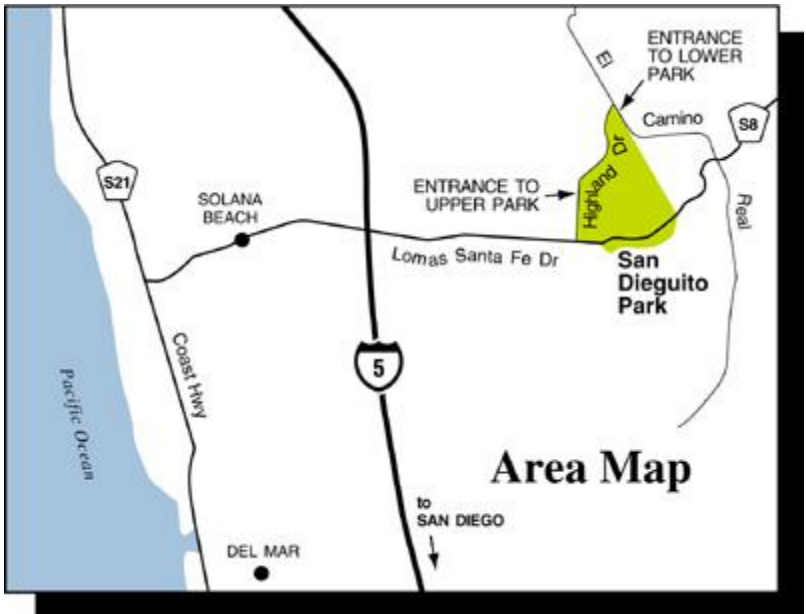 ENTRANCE
TO LOWER
PARK
El
Camino
Real
S8
S21
SOLANA
BEACH
ENTRANCE TO
UPPER PARK
Highland Dr
Lomas Santa Fe Dr
San
Dieguito
Park
Coast Hwy
5
Pacific Ocean
Area Map
to
SAN DIEGO
DEL MAR